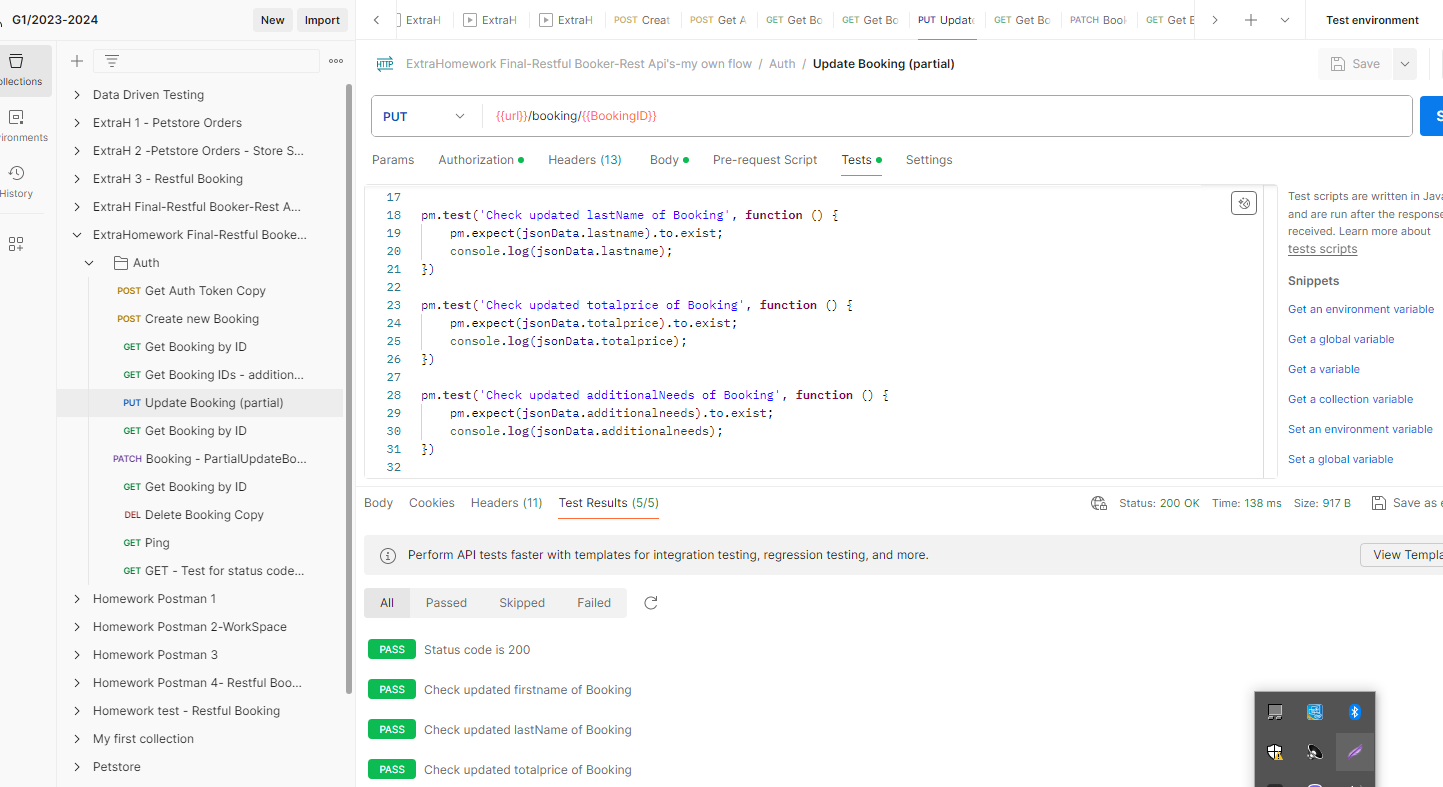 G1/2023-2024
New
Import
ExtraH
ExtraH
ExtraH
POST Creat
POST Get A
GET Get Bo
GET Get Bo
PUT Update
GET Get Bo
PATCH Book
GET Get B
Test environment
ollections
ironments
History
Data Driven Testing
ExtraH 1 - Petstore Orders
ExtraH 2 -Petstore Orders - Store S...
ExtraH 3 - Restful Booking
ExtraH Final-Restful Booker-Rest A...
ExtraHomework Final-Restful Booke...
Auth
POST Get Auth Token Copy
POST Create new Booking
GET Get Booking by ID
GET Get Booking IDs - addition...
PUT Update Booking (partial)
GET Get Booking by ID
PATCH Booking - PartialUpdateBo...
GET Get Booking by ID
DEL Delete Booking Copy
GET Ping
GET GET - Test for status code...
Homework Postman 1
Homework Postman 2-WorkSpace
Homework Postman 3
Homework Postman 4- Restful Boo...
Homework test - Restful Booking
My first collection
Petstore
HTTP ExtraHomework Final-Restful Booker-Rest Api's-my own flow / Auth / Update Booking (partial)
Save
PUT {{url}}/booking/{{BookingID}}
S
Params Authorization Headers (13) Body Pre-request Script Tests Settings
17
18 pm.test('Check updated lastName of Booking', function () {
19 pm.expect(jsonData.lastname).to.exist;
20 console.log(jsonData.lastname);
21 })
22
23 pm.test('Check updated totalprice of Booking', function () {
24 pm.expect(jsonData.totalprice).to.exist;
25 console.log(jsonData.totalprice);
26 })
27
28 pm.test('Check updated additionalNeeds of Booking', function () {
29 pm.expect(jsonData.additionalneeds).to.exist;
30 console.log(jsonData.additionalneeds);
31 })
32
Test scripts are written in Java
and are run after the response
received. Learn more about
tests scripts
Snippets
Get an environment variable
Get a global variable
Get a variable
Get a collection variable
Set an environment variable
Set a global variable
Body Cookies Headers (11) Test Results (5/5)
Status: 200 OK Time: 138 ms Size: 917 B Save as e
Perform API tests faster with templates for integration testing, regression testing, and more.
View Templa
All Passed Skipped Failed
PASS Status code is 200
PASS Check updated firstname of Booking
PASS Check updated lastName of Booking
PASS Check updated totalprice of Booking